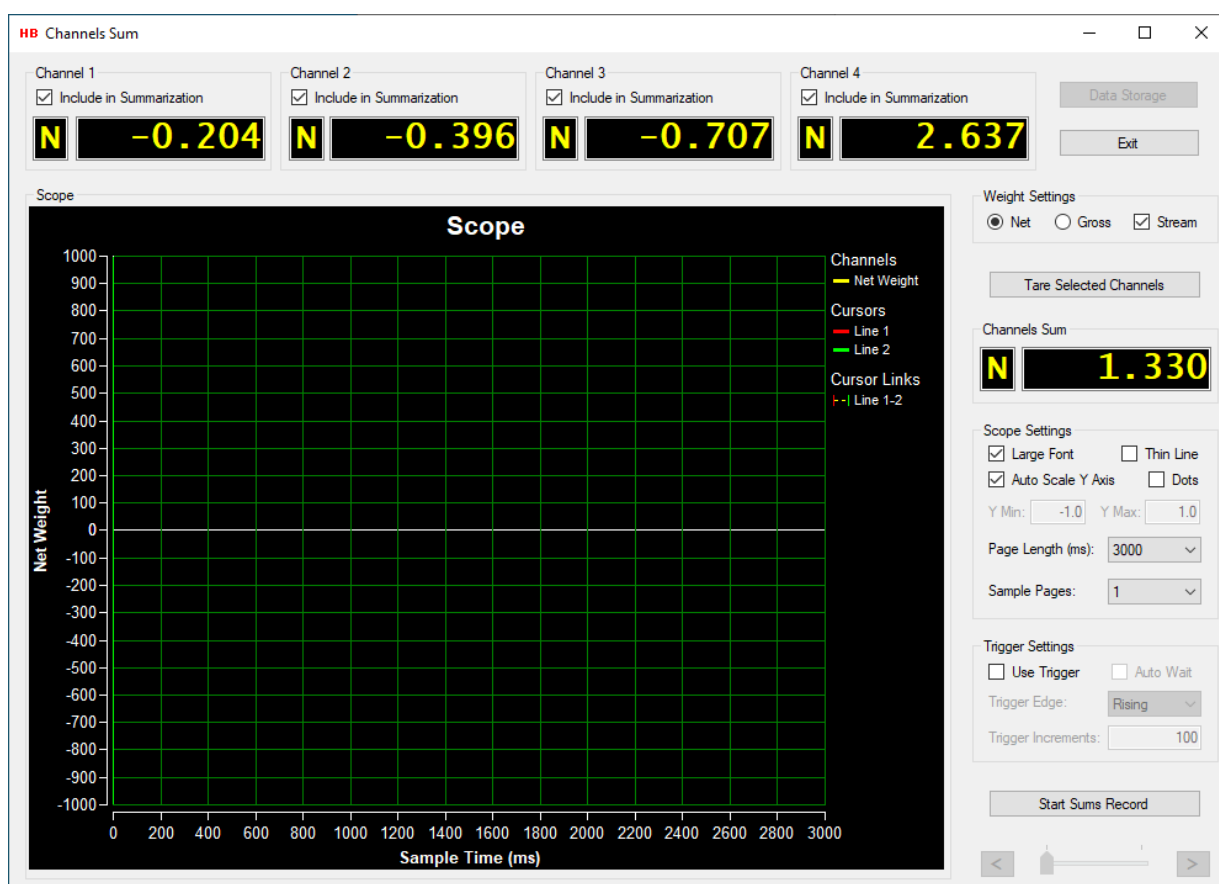 HB Channels Sum
Channel 1
Include in Summarization
N -0.204
Channel 2
Include in Summarization
N -0.396
Channel 3
Include in Summarization
N -0.707
Channel 4
Include in Summarization
N 2.637
Data Storage
Exit
Scope
Scope
1000
900
800
700
600
500
400
300
200
100
0
-100
-200
-300
-400
-500
-600
-700
-800
-900
-1000
Net Weight
0 200 400 600 800 1000 1200 1400 1600 1800 2000 2200 2400 2600 2800 3000
Sample Time (ms)
Channels
Net Weight
Cursors
Line 1
Line 2
Cursor Links
Line 1-2
Weight Settings
Net Gross Stream
Tare Selected Channels
Channels Sum
N 1.330
Scope Settings
Large Font Thin Line
Auto Scale Y Axis Dots
Y Min: -1.0 Y Max: 1.0
Page Length (ms): 3000
Sample Pages: 1
Trigger Settings
Use Trigger Auto Wait
Trigger Edge: Rising
Trigger Increments: 100
Start Sums Record
< >